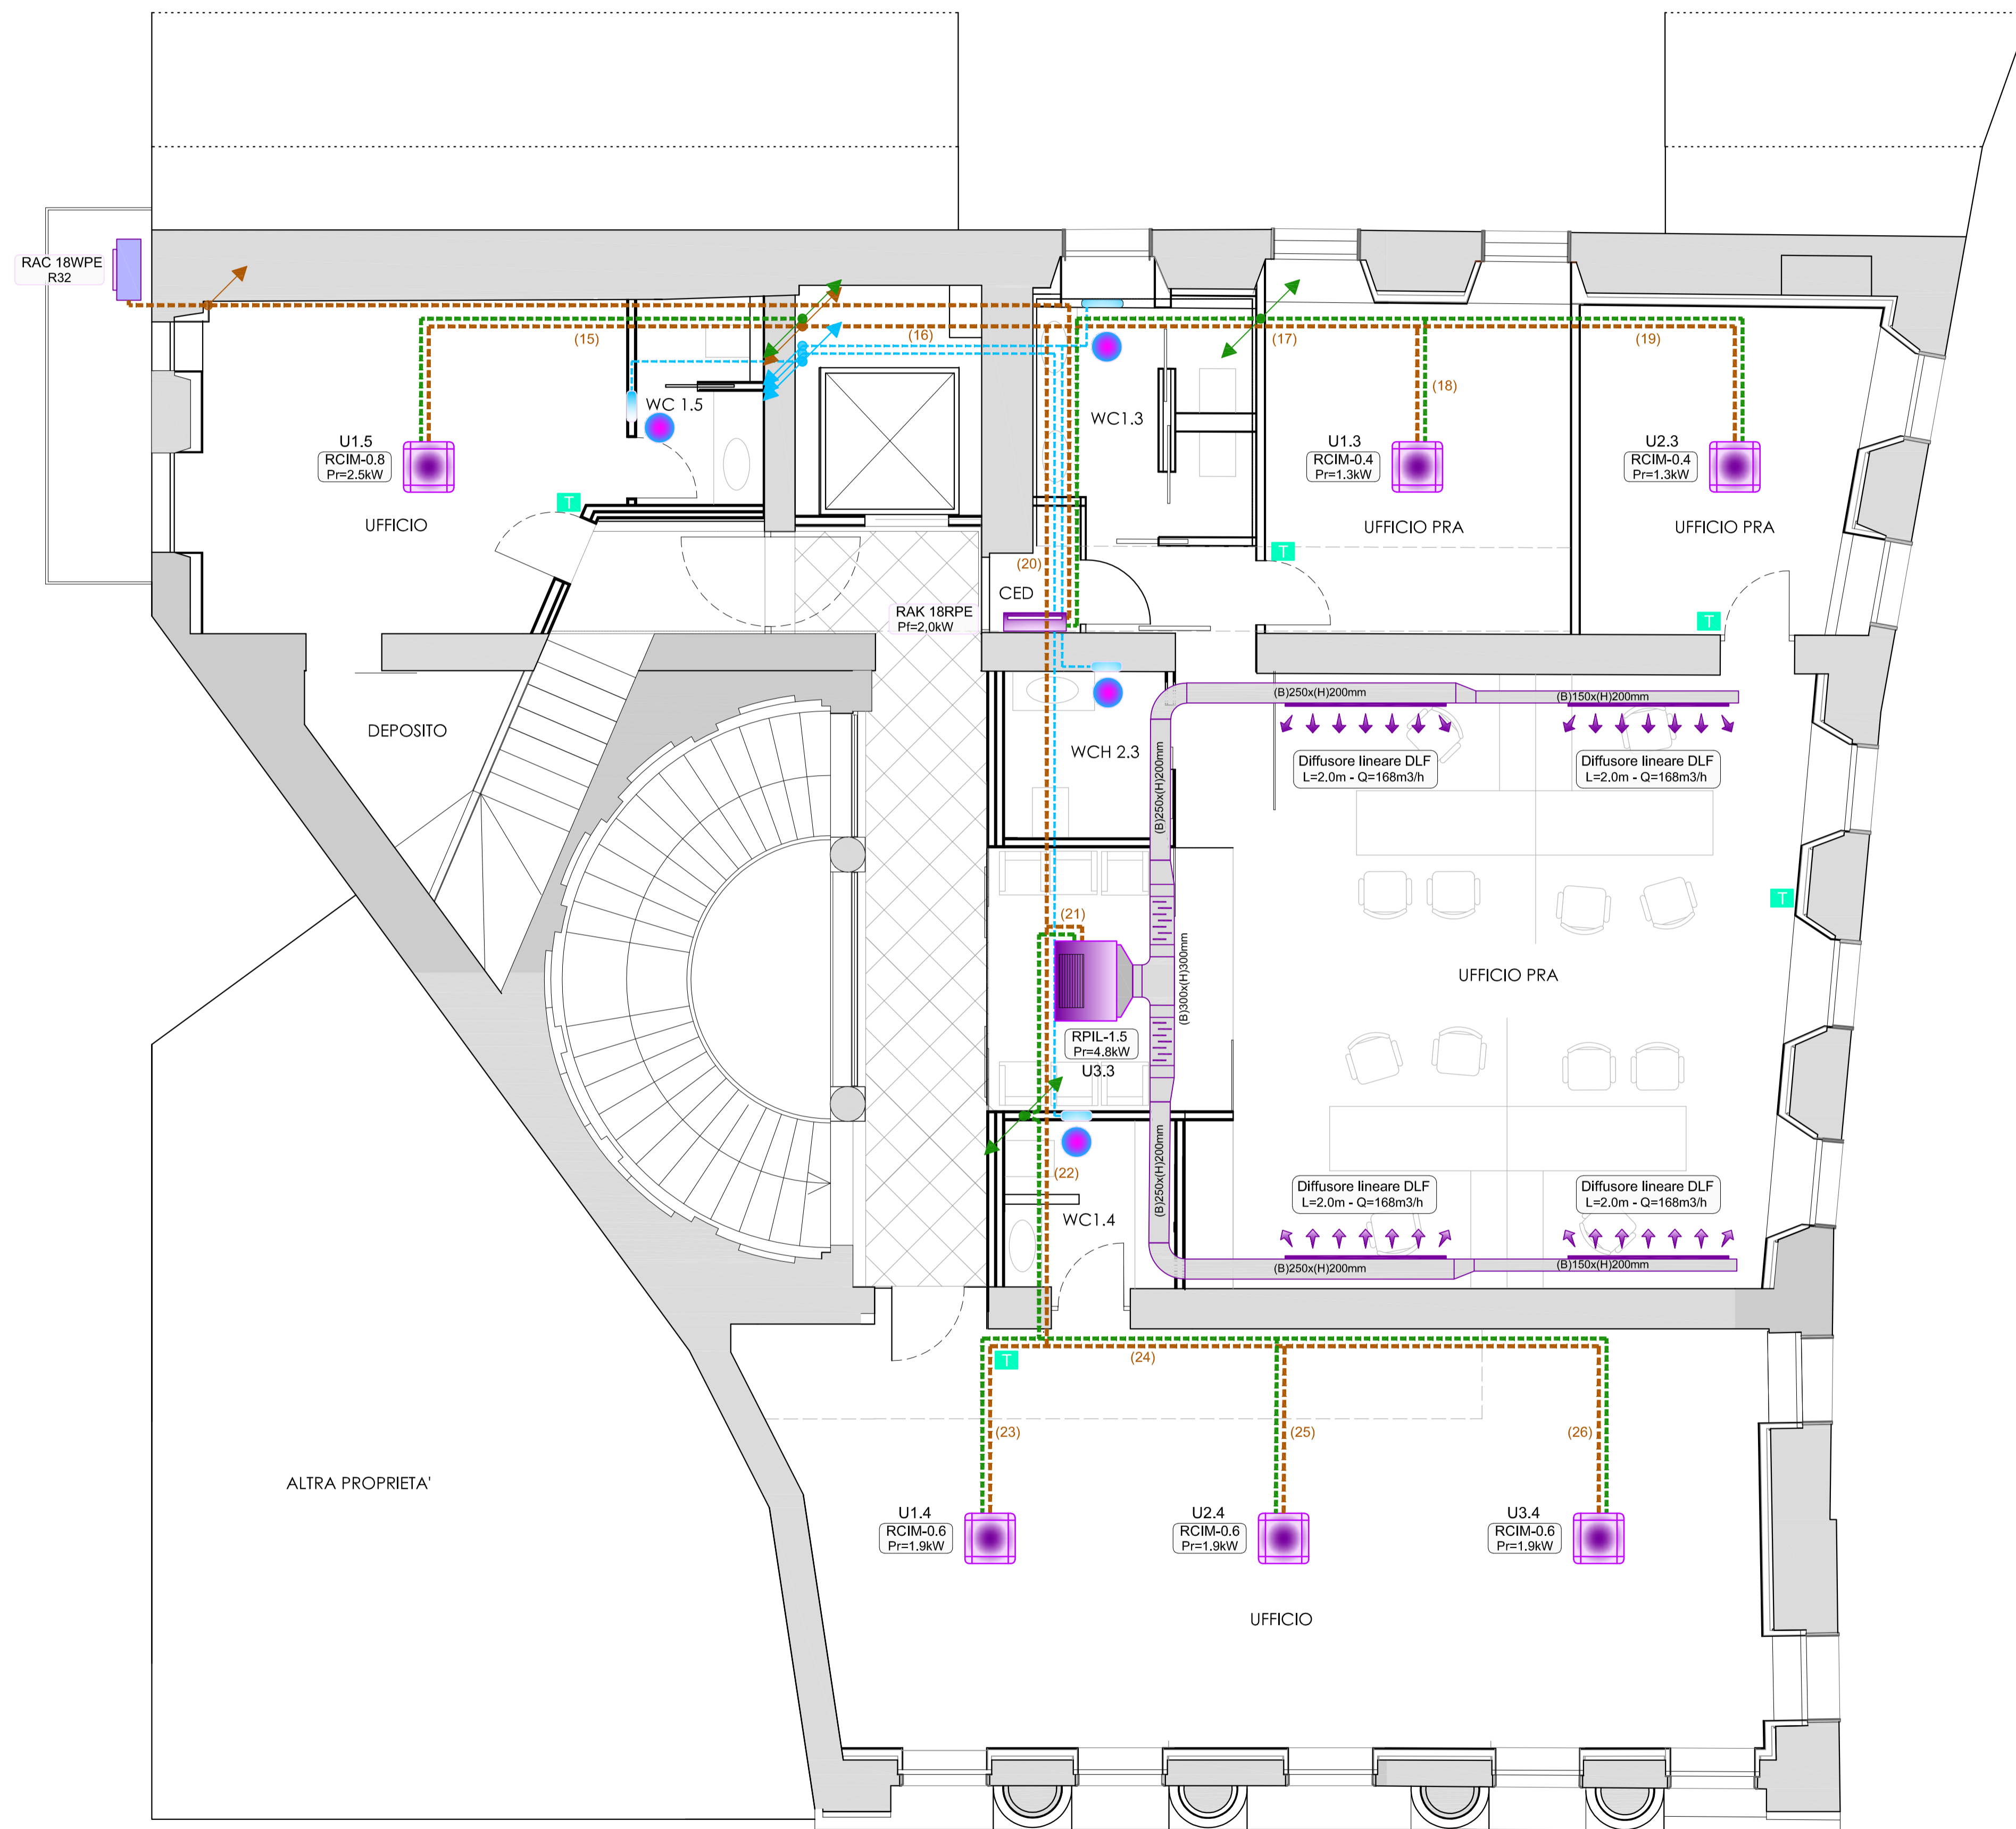 RAC 18WPE
R32
(15)
(16)
(17)
(19)
(18)
WC 1.5
WC1.3
U1.5
RCIM-0.8
Pr=2.5kW
U1.3
RCIM-0.4
Pr=1.3kW
U2.3
RCIM-0.4
Pr=1.3kW
T
UFFICIO
UFFICIO PRA
UFFICIO PRA
T
(20)
CED
RAK 18RPE
Pf=2,0kW
T
(B)250x(H)200mm
(B)150x(H)200mm
DEPOSITO
WCH 2.3
Diffusore lineare DLF
L=2.0m - Q=168m3/h
Diffusore lineare DLF
L=2.0m - Q=168m3/h
(B)250x(H)200mm
T
(21)
(B)300x(H)300mm
UFFICIO PRA
RPIL-1.5
Pr=4.8kW
U3.3
(22)
(B)250x(H)200mm
WC1.4
Diffusore lineare DLF
L=2.0m - Q=168m3/h
Diffusore lineare DLF
L=2.0m - Q=168m3/h
(B)250x(H)200mm
(B)150x(H)200mm
T
(24)
(23)
(25)
(26)
ALTRA PROPRIETA'
U1.4
RCIM-0.6
Pr=1.9kW
U2.4
RCIM-0.6
Pr=1.9kW
U3.4
RCIM-0.6
Pr=1.9kW
UFFICIO